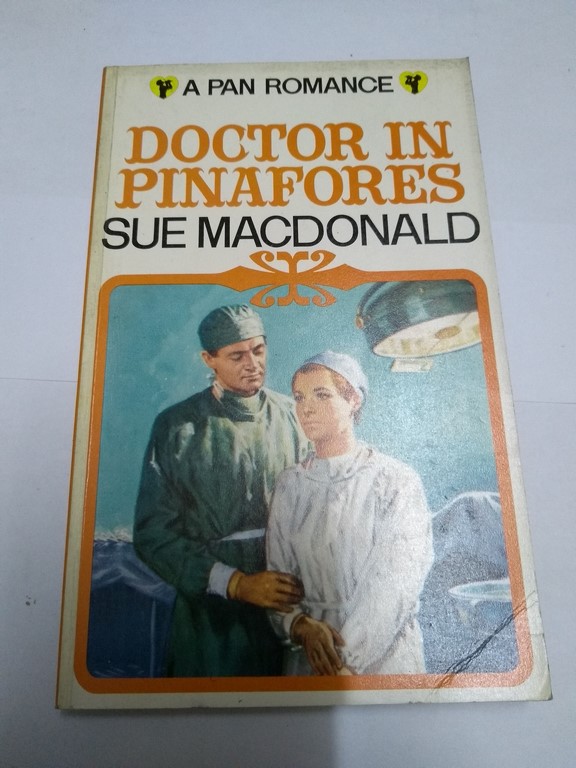 A PAN ROMANCE
DOCTOR IN
PINAFORES
SUE MACDONALD